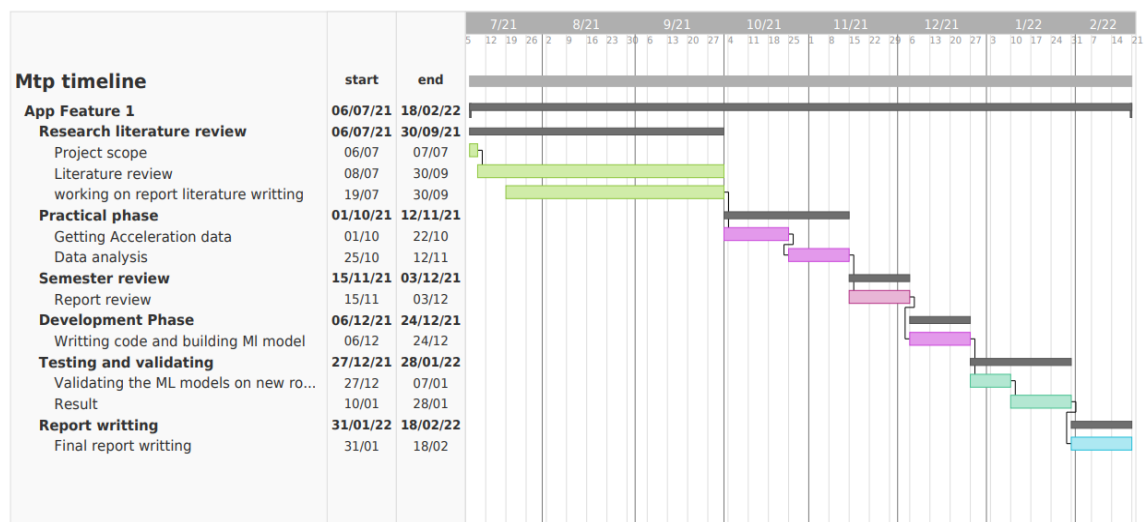 7/21 8/21 9/21 10/21 11/21 12/21 1/22 2/22
5 12 19 26 2 9 16 23 30 6 13 20 27 4 11 18 25 1 8 15 22 29 6 13 20 27 3 10 17 24 31 7 14 21
Mtp timeline start end
App Feature 1 06/07/21 18/02/22
Research literature review 06/07/21 30/09/21
Project scope 06/07 07/07
Literature review 08/07 30/09
working on report literature writting 19/07 30/09
Practical phase 01/10/21 12/11/21
Getting Acceleration data 01/10 22/10
Data analysis 25/10 12/11
Semester review 15/11/21 03/12/21
Report review 15/11 03/12
Development Phase 06/12/21 24/12/21
Writting code and building Ml model 06/12 24/12
Testing and validating 27/12/21 28/01/22
Validating the ML models on new ro... 27/12 07/01
Result 10/01 28/01
Report writting 31/01/22 18/02/22
Final report writting 31/01 18/02